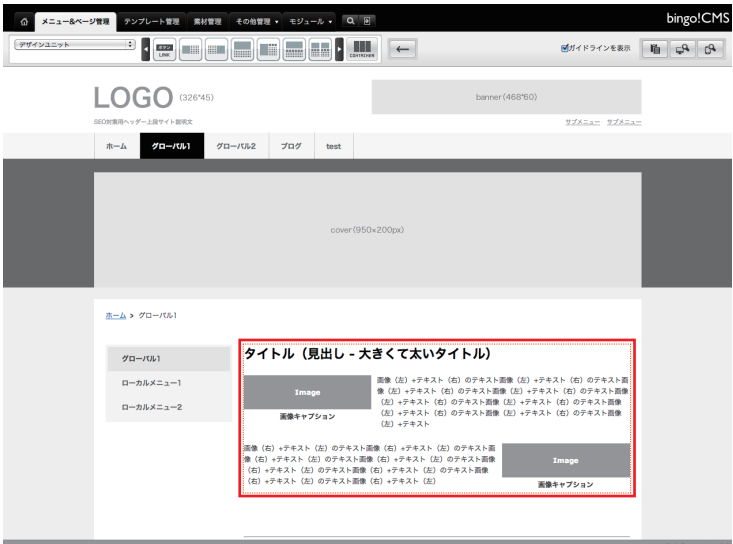 メニュー&ページ管理 テンプレート管理 素材管理 その他管理 ▾ モジュール ▾ bingo!CMS
デザインユニット ボタン LINK CONTAINER ガイドラインを表示
LOGO (326*45) banner(468*60)
SEO対策用ヘッダー上段サイト説明文 サブメニュー サブメニュー
ホーム グローバル1 グローバル2 ブログ test
cover(950×200px)
ホーム > グローバル1
グローバル1
ローカルメニュー1
ローカルメニュー2
タイトル（見出し - 大きくて太いタイトル）
Image
画像キャプション
画像（左）+テキスト（右）のテキスト画像（左）+テキスト（右）のテキスト画
像（左）+テキスト（右）のテキスト画像（左）+テキスト（右）のテキスト画像
（左）+テキスト（右）のテキスト画像（左）+テキスト（右）のテキスト画像
（左）+テキスト（右）のテキスト画像（左）+テキスト（右）のテキスト画像
（左）+テキスト
画像（右）+テキスト（左）のテキスト画像（右）+テキスト（左）のテキスト画
像（右）+テキスト（左）のテキスト画像（右）+テキスト（左）のテキスト画像
（右）+テキスト（左）のテキスト画像（右）+テキスト（左）のテキスト画像
（右）+テキスト（左）のテキスト画像（右）+テキスト（左）
Image
画像キャプション